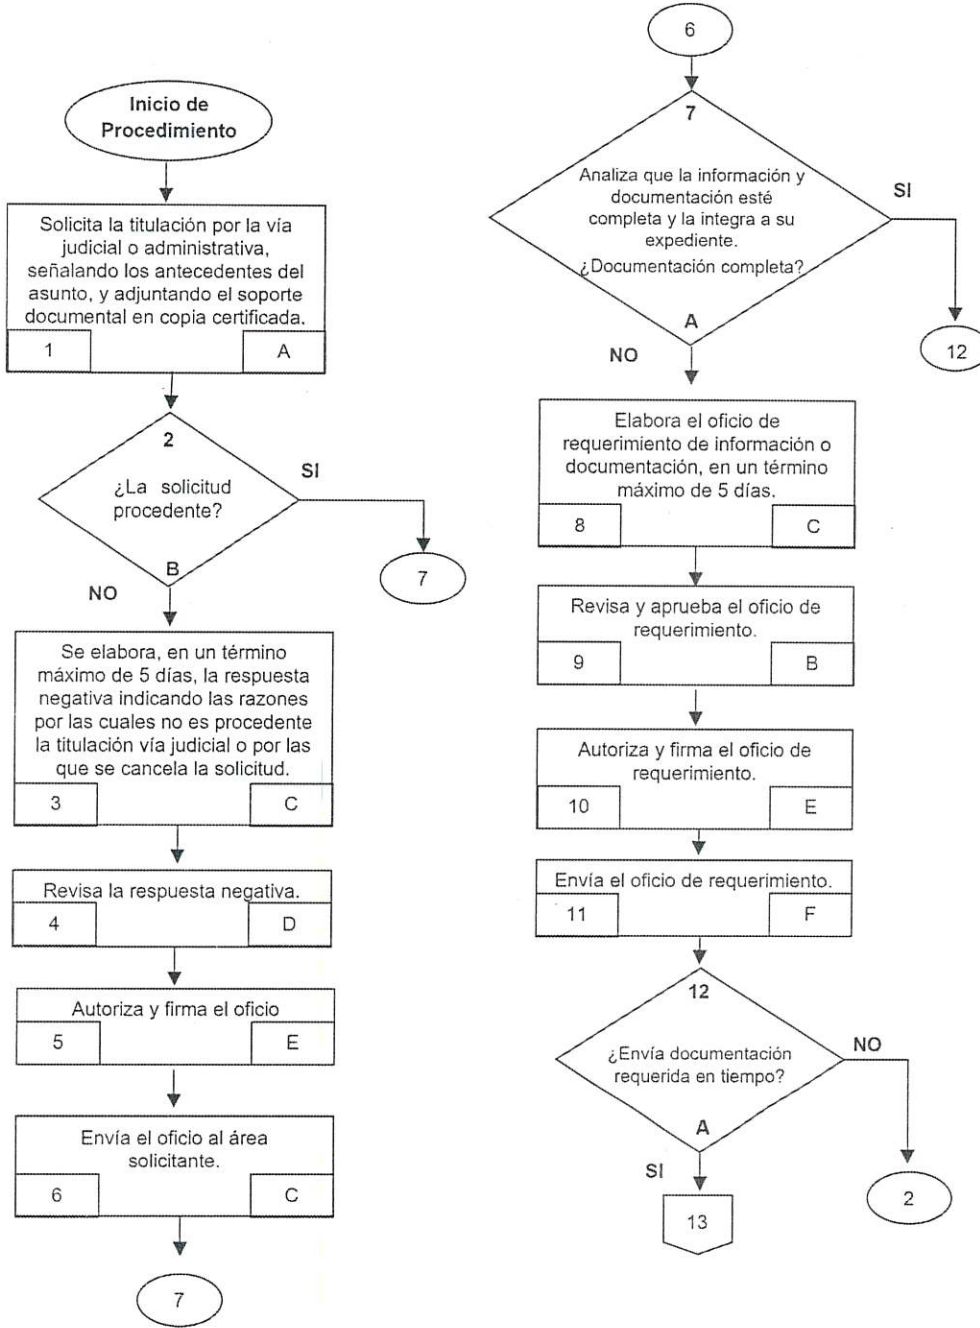 Inicio de
Procedimiento
Solicita la titulación por la vía
judicial o administrativa,
señalando los antecedentes del
asunto, y adjuntando el soporte
documental en copia certificada.
1
A
2
¿La solicitud
procedente?
B
SI
7
NO
Se elabora, en un término
máximo de 5 días, la respuesta
negativa indicando las razones
por las cuales no es procedente
la titulación vía judicial o por las
que se cancela la solicitud.
3
C
Revisa la respuesta negativa.
4
D
Autoriza y firma el oficio
5
E
Envía el oficio al área
solicitante.
6
C
7
6
7
Analiza que la información y
documentación esté
completa y la integra a su
expediente.
¿Documentación completa?
A
SI
12
NO
Elabora el oficio de
requerimiento de información o
documentación, en un término
máximo de 5 días.
8
C
Revisa y aprueba el oficio de
requerimiento.
9
B
Autoriza y firma el oficio de
requerimiento.
10
E
Envía el oficio de requerimiento.
11
F
12
¿Envía documentación
requerida en tiempo?
A
NO
2
SI
13